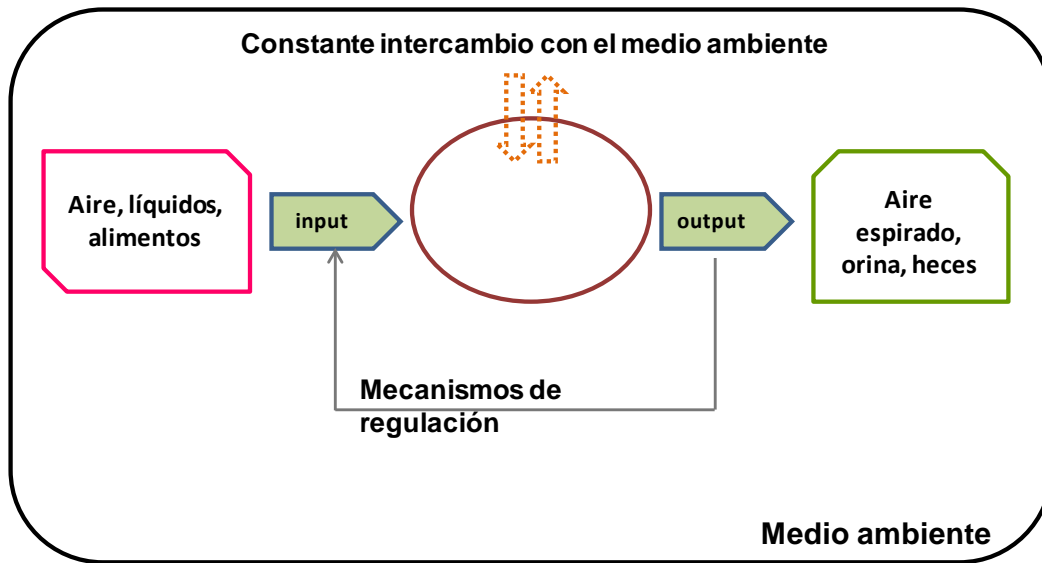 Constante intercambio con el medio ambiente
Aire, líquidos,
alimentos
input
output
Aire
espirado,
orina, heces
Mecanismos de
regulación
Medio ambiente